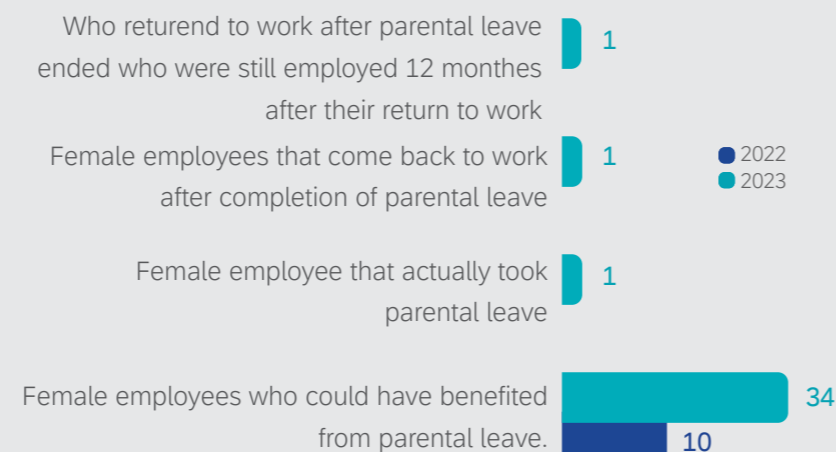 Who returend to work after parental leave
ended who were still employed 12 monthes
after their return to work
1
Female employees that come back to work
after completion of parental leave
1
2022
2023
Female employee that actually took
parental leave
1
Female employees who could have benefited
from parental leave.
34
10